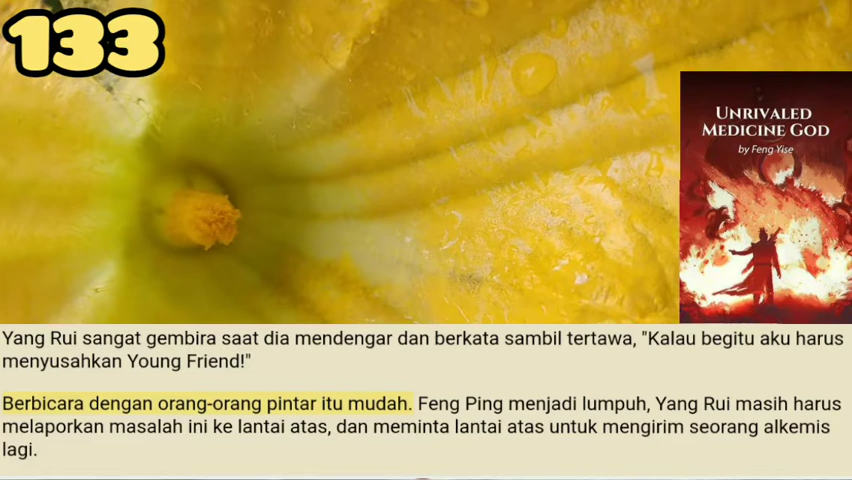 133
UNRIVALED
MEDICINE GOD
by Feng Yise
Yang Rui sangat gembira saat dia mendengar dan berkata sambil tertawa, "Kalau begitu aku harus
menyusahkan Young Friend!"
Berbicara dengan orang-orang pintar itu mudah. Feng Ping menjadi lumpuh, Yang Rui masih harus
melaporkan masalah ini ke lantai atas, dan meminta lantai atas untuk mengirim seorang alkemis
lagi.